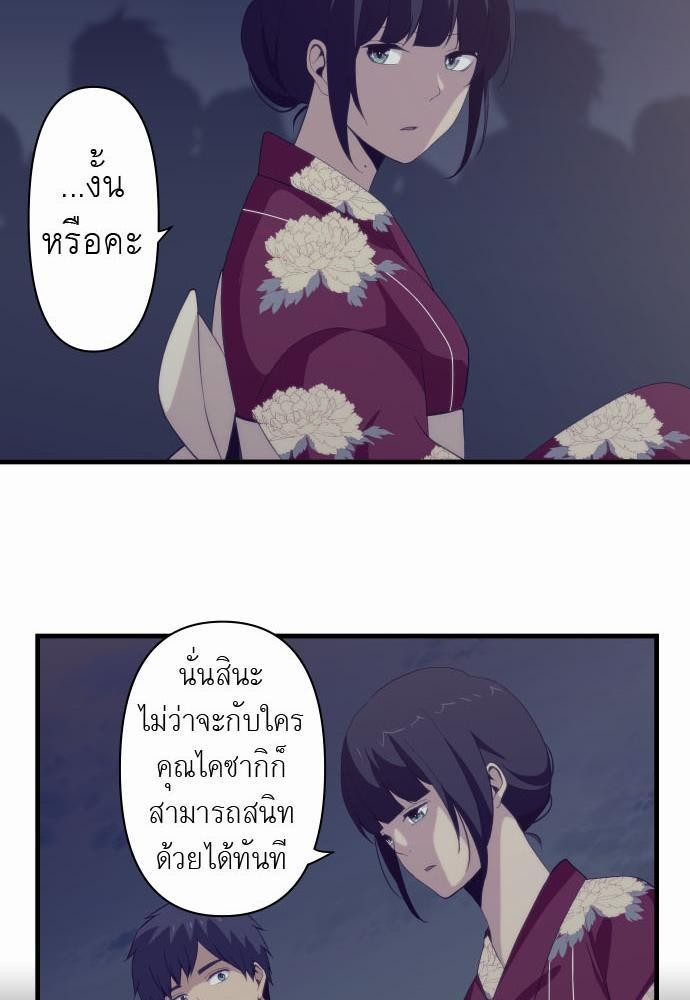 ...งั้น
หรือคะ
นั่นสินะ
ไม่ว่าจะกับใคร
คุณไคซากิก็
สามารถสนิท
ด้วยได้ทันที